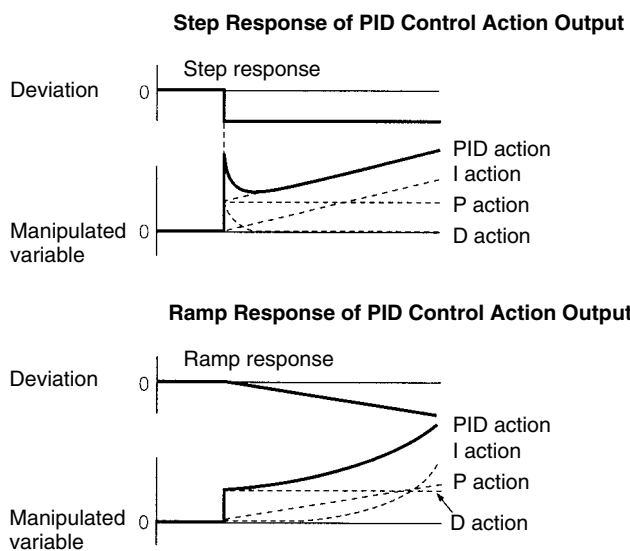 Step Response of PID Control Action Output
Step response
Deviation
0
PID action
I action
P action
Manipulated
variable
0
D action
Ramp Response of PID Control Action Output
Ramp response
Deviation
0
PID action
I action
P action
Manipulated
variable
0
D action